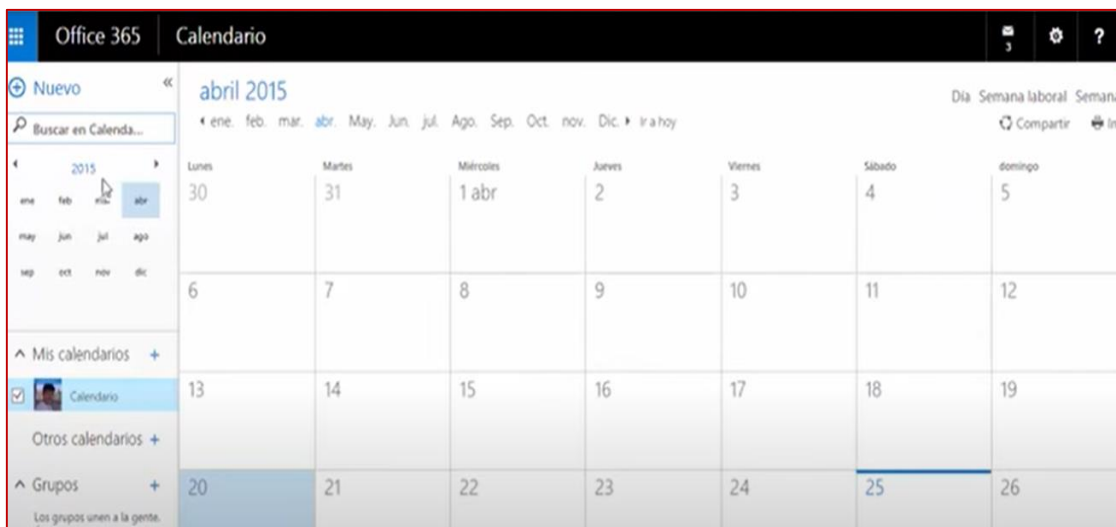 Office 365 Calendario 3 ?
Nuevo «
Buscar en Calenda...
2015
ene feb abr
may jun jul ago
sep oct nov dic
Mis calendarios +
Calendario
Otros calendarios +
Grupos +
Los grupos unen a la gente.
abril 2015
Día Semana laboral Semana
ene. feb. mar. abr. May. Jun. jul. Ago. Sep. Oct. nov. Dic. Ir a hoy
Compartir
Lunes Martes Miércoles Jueves Viernes Sábado domingo
30 31 1 abr 2 3 4 5
6 7 8 9 10 11 12
13 14 15 16 17 18 19
20 21 22 23 24 25 26